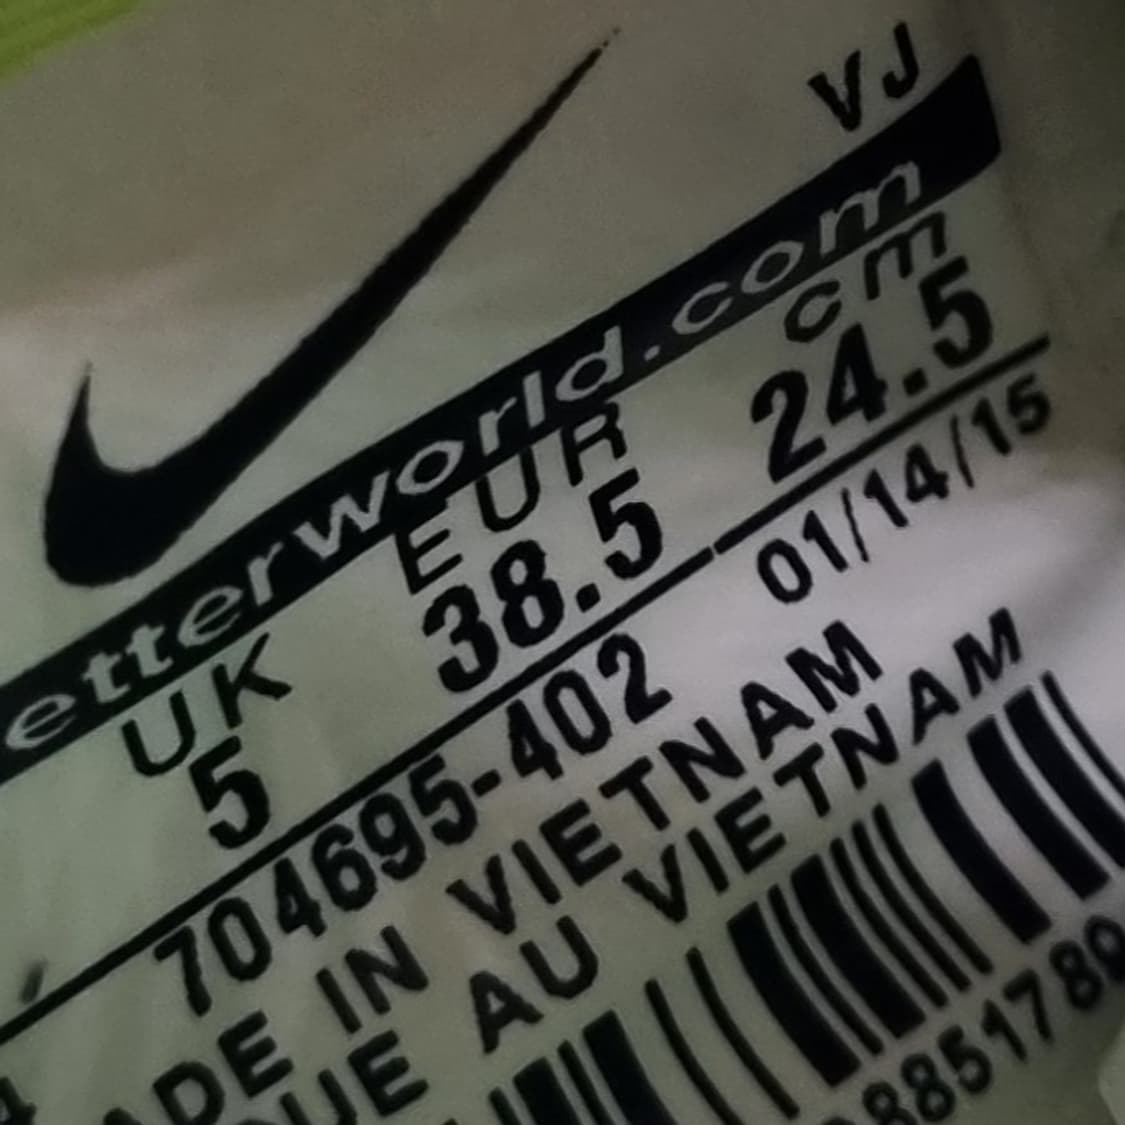 VJ
etterworld.com
UK EUR cm
5 38.5 24.5
704695-402 01/14/15
ADE IN VIETNAM
QUE AU VIETNAM